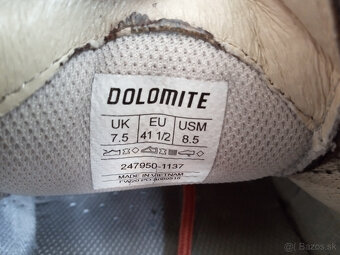 DOLOMITE
UK EU USM
7.5 41 1/2 8.5
247950-1137
MADE IN VIETNAM
©Bazos.sk